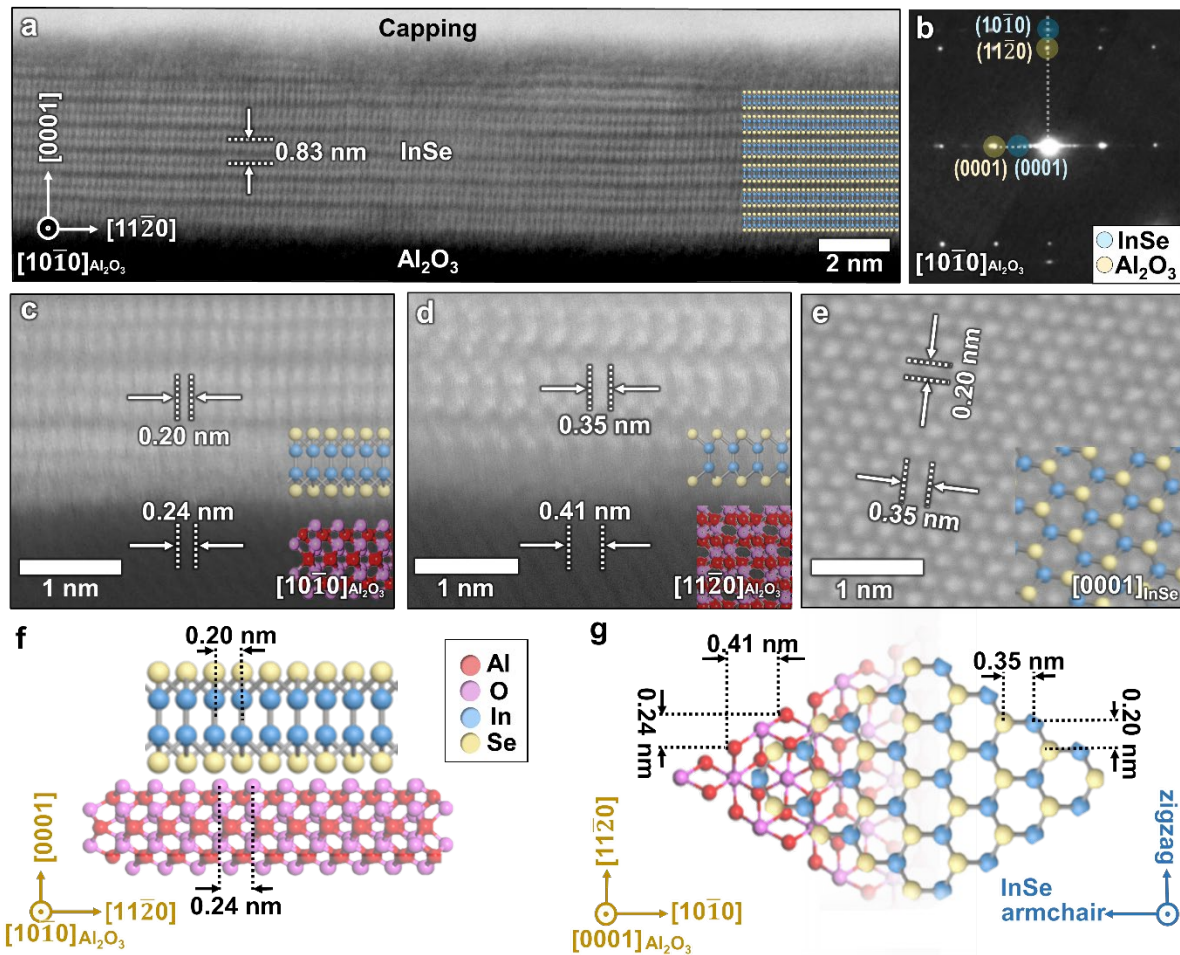 a
Capping
[0001]
0.83 nm
InSe
[112̄0]
[101̄0]Al₂O₃
Al₂O₃
2 nm
b
(101̄0)
(112̄0)
(0001)
(0001)
InSe
Al₂O₃
[101̄0]Al₂O₃
c
0.20 nm
0.24 nm
1 nm
[101̄0]Al₂O₃
d
0.35 nm
0.41 nm
1 nm
[112̄0]Al₂O₃
e
0.20 nm
0.35 nm
1 nm
[0001]InSe
f
0.20 nm
Al
O
In
Se
[0001]
0.24 nm
[112̄0]
[101̄0]Al₂O₃
g
0.41 nm
0.35 nm
0.24 nm
0.20 nm
[112̄0]
zigzag
InSe
armchair
[101̄0]
[0001]Al₂O₃